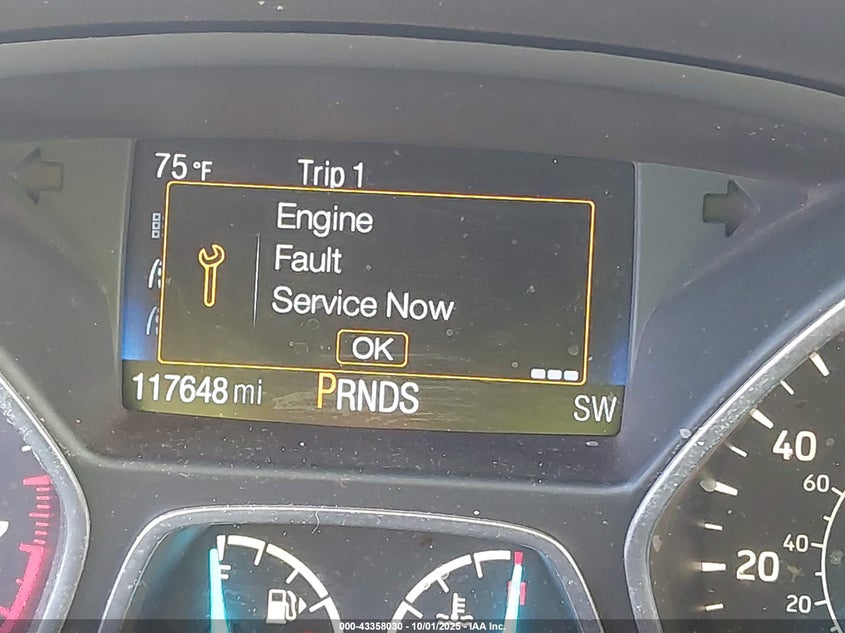 75°F
Trip 1
Engine
Fault
Service Now
OK
117648 mi
PRNDS
SW
40
60
20
40
20
E
000-43358030 - 10/01/2025 - IAA Inc.